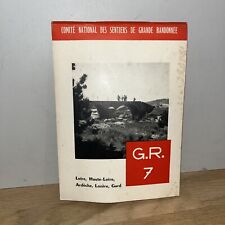 COMITÉ NATIONAL DES SENTIERS DE GRANDE RANDONNÉE
G.R.
7
Loire, Haute-Loire,
Ardèche, Lozère, Gard